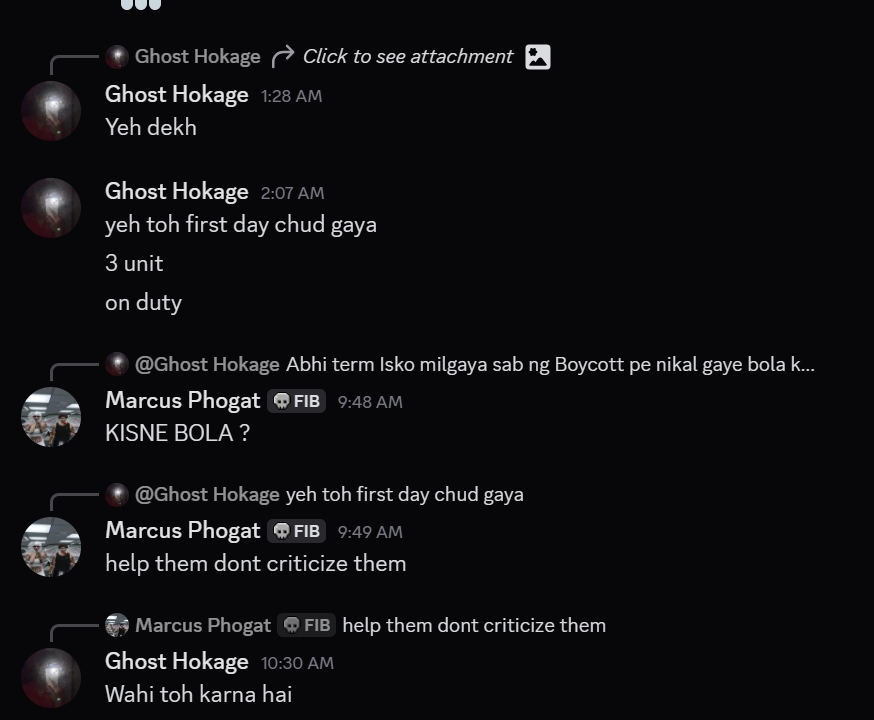 Ghost Hokage Click to see attachment
Ghost Hokage 1:28 AM
Yeh dekh
Ghost Hokage 2:07 AM
yeh toh first day chud gaya
3 unit
on duty
@Ghost Hokage Abhi term Isko milgaya sab ng Boycott pe nikal gaye bola k...
Marcus Phogat FIB 9:48 AM
KISNE BOLA ?
@Ghost Hokage yeh toh first day chud gaya
Marcus Phogat FIB 9:49 AM
help them dont criticize them
Marcus Phogat FIB help them dont criticize them
Ghost Hokage 10:30 AM
Wahi toh karna hai